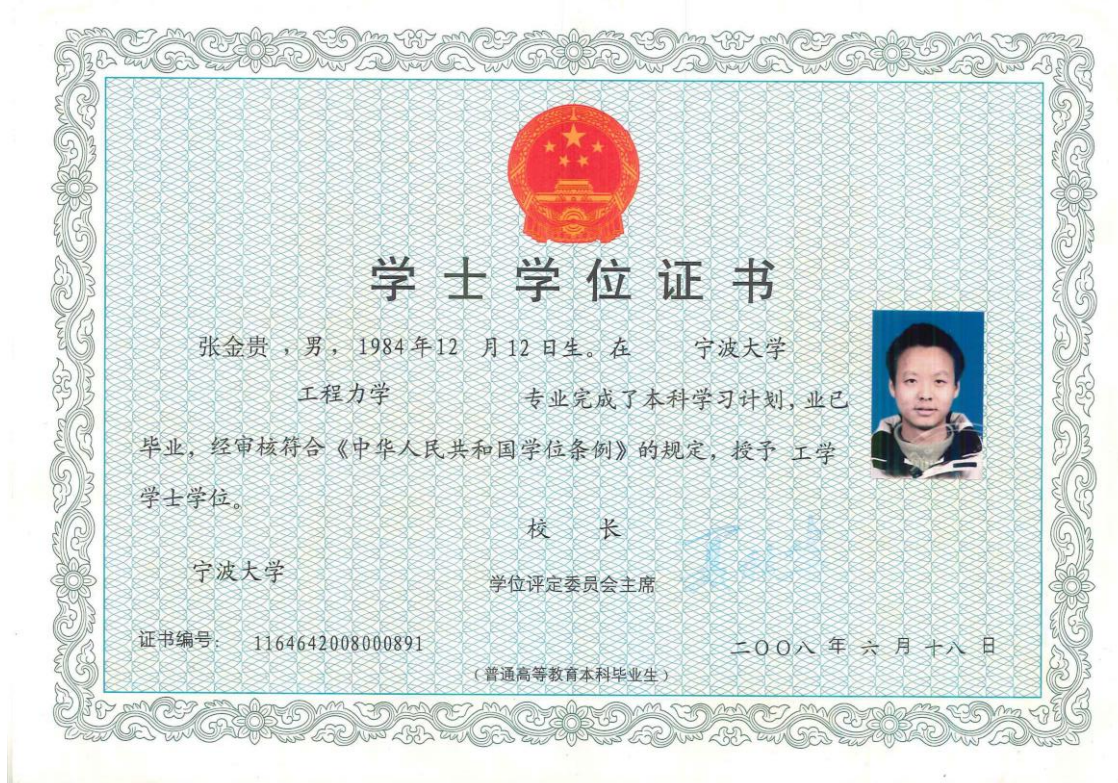 学士学位证书
张金贵 ，男，1984年12 月12日生。在 宁波大学
工程力学 专业完成了本科学习计划，业已
毕业，经审核符合《中华人民共和国学位条例》的规定，授予 工学
学士学位。
校 长
宁波大学
学位评定委员会主席
证书编号： 1164642008000891
二〇〇八 年 六 月 十八 日
（普通高等教育本科毕业生）